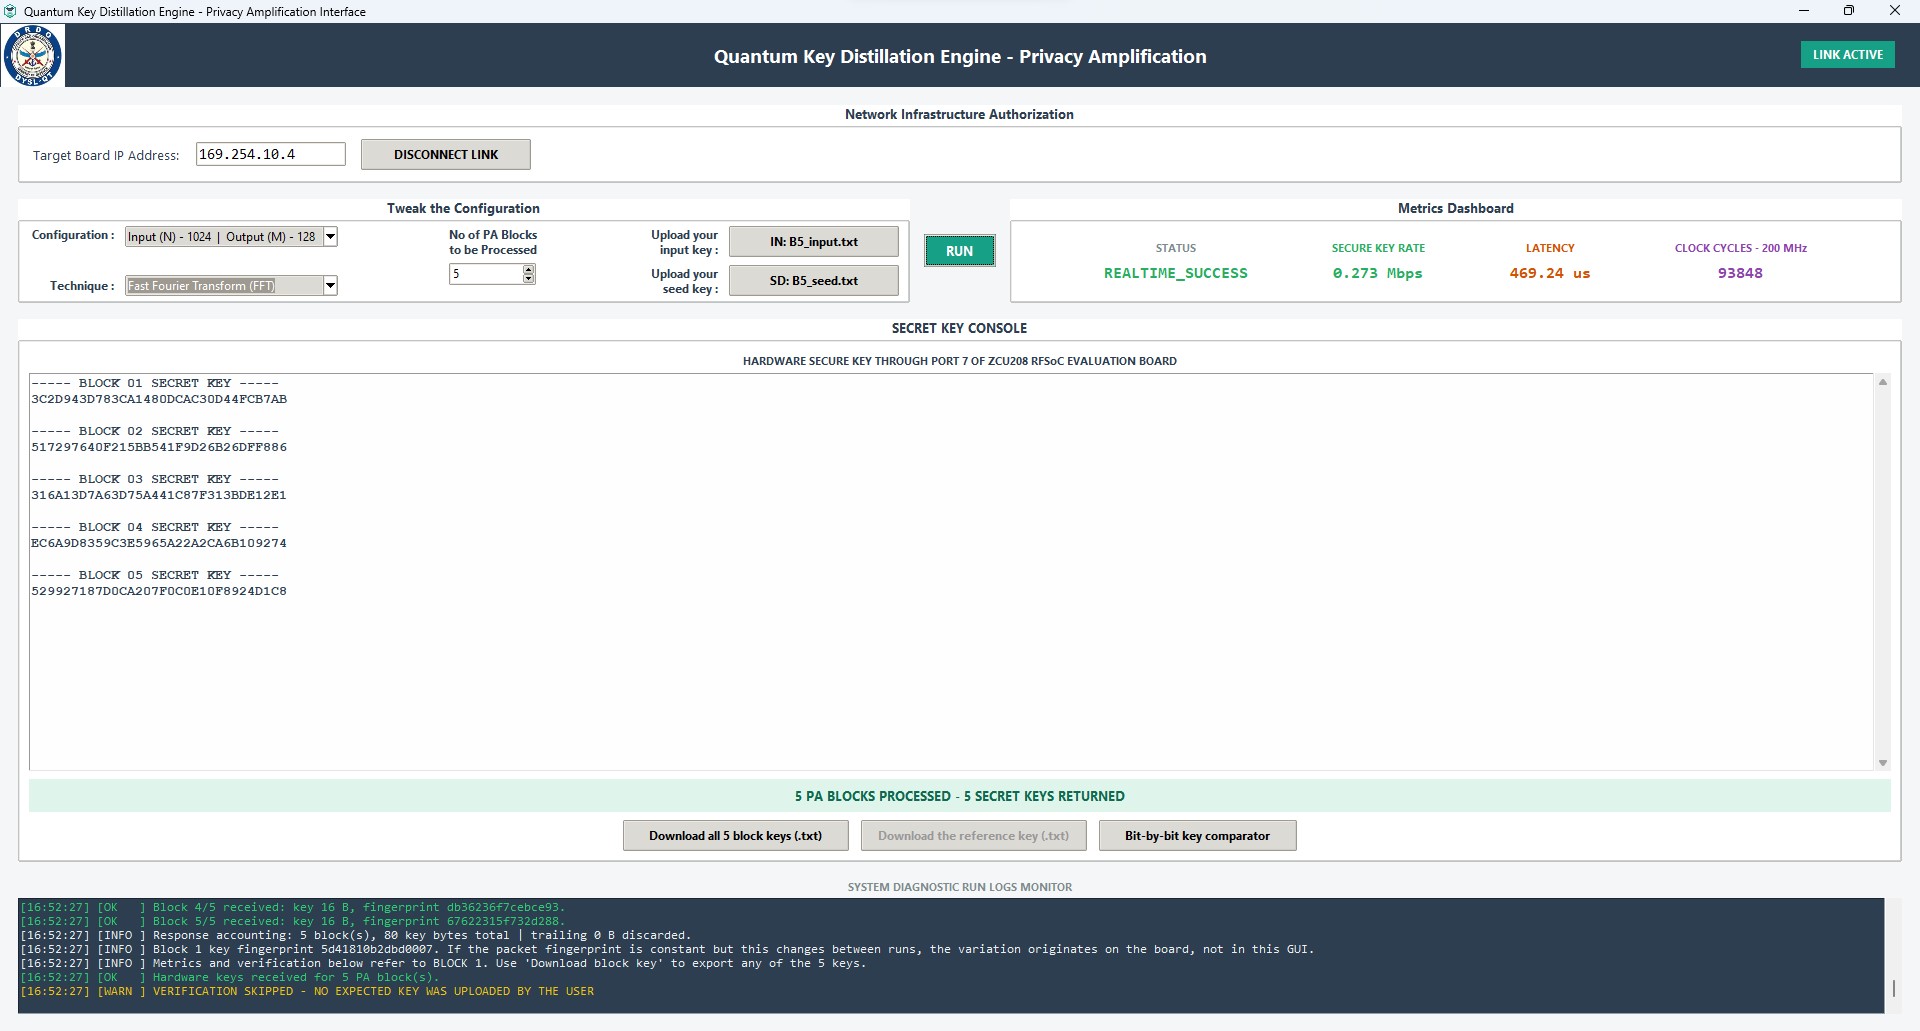 Quantum Key Distillation Engine - Privacy Amplification Interface
DRDO
DYSL-QT
Quantum Key Distillation Engine - Privacy Amplification
LINK ACTIVE
Network Infrastructure Authorization
Target Board IP Address:
169.254.10.4
DISCONNECT LINK
Tweak the Configuration
Configuration :
Input (N) - 1024 | Output (M) - 128
Technique :
Fast Fourier Transform (FFT)
No of PA Blocks
to be Processed
5
Upload your
input key :
IN: B5_input.txt
Upload your
seed key :
SD: B5_seed.txt
RUN
Metrics Dashboard
STATUS
REALTIME_SUCCESS
SECURE KEY RATE
0.273 Mbps
LATENCY
469.24 us
CLOCK CYCLES - 200 MHz
93848
SECRET KEY CONSOLE
HARDWARE SECURE KEY THROUGH PORT 7 OF ZCU208 RFSoC EVALUATION BOARD
----- BLOCK 01 SECRET KEY -----
3C2D943D783CA1480DCAC30D44FCB7AB
----- BLOCK 02 SECRET KEY -----
517297640F215BB541F9D26B26DFF886
----- BLOCK 03 SECRET KEY -----
316A13D7A63D75A441C87F313BDE12E1
----- BLOCK 04 SECRET KEY -----
EC6A9D8359C3E5965A22A2CA6B109274
----- BLOCK 05 SECRET KEY -----
529927187D0CA207F0C0E10F8924D1C8
5 PA BLOCKS PROCESSED - 5 SECRET KEYS RETURNED
Download all 5 block keys (.txt)
Download the reference key (.txt)
Bit-by-bit key comparator
SYSTEM DIAGNOSTIC RUN LOGS MONITOR
[16:52:27] [OK   ] Block 4/5 received: key 16 B, fingerprint db36236f7cebce93.
[16:52:27] [OK   ] Block 5/5 received: key 16 B, fingerprint 67622315f732d288.
[16:52:27] [INFO ] Response accounting: 5 block(s), 80 key bytes total | trailing 0 B discarded.
[16:52:27] [INFO ] Block 1 key fingerprint 5d41810b2dbd0007. If the packet fingerprint is constant but this changes between runs, the variation originates on the board, not in this GUI.
[16:52:27] [INFO ] Metrics and verification below refer to BLOCK 1. Use 'Download block key' to export any of the 5 keys.
[16:52:27] [OK   ] Hardware keys received for 5 PA block(s).
[16:52:27] [WARN ] VERIFICATION SKIPPED - NO EXPECTED KEY WAS UPLOADED BY THE USER